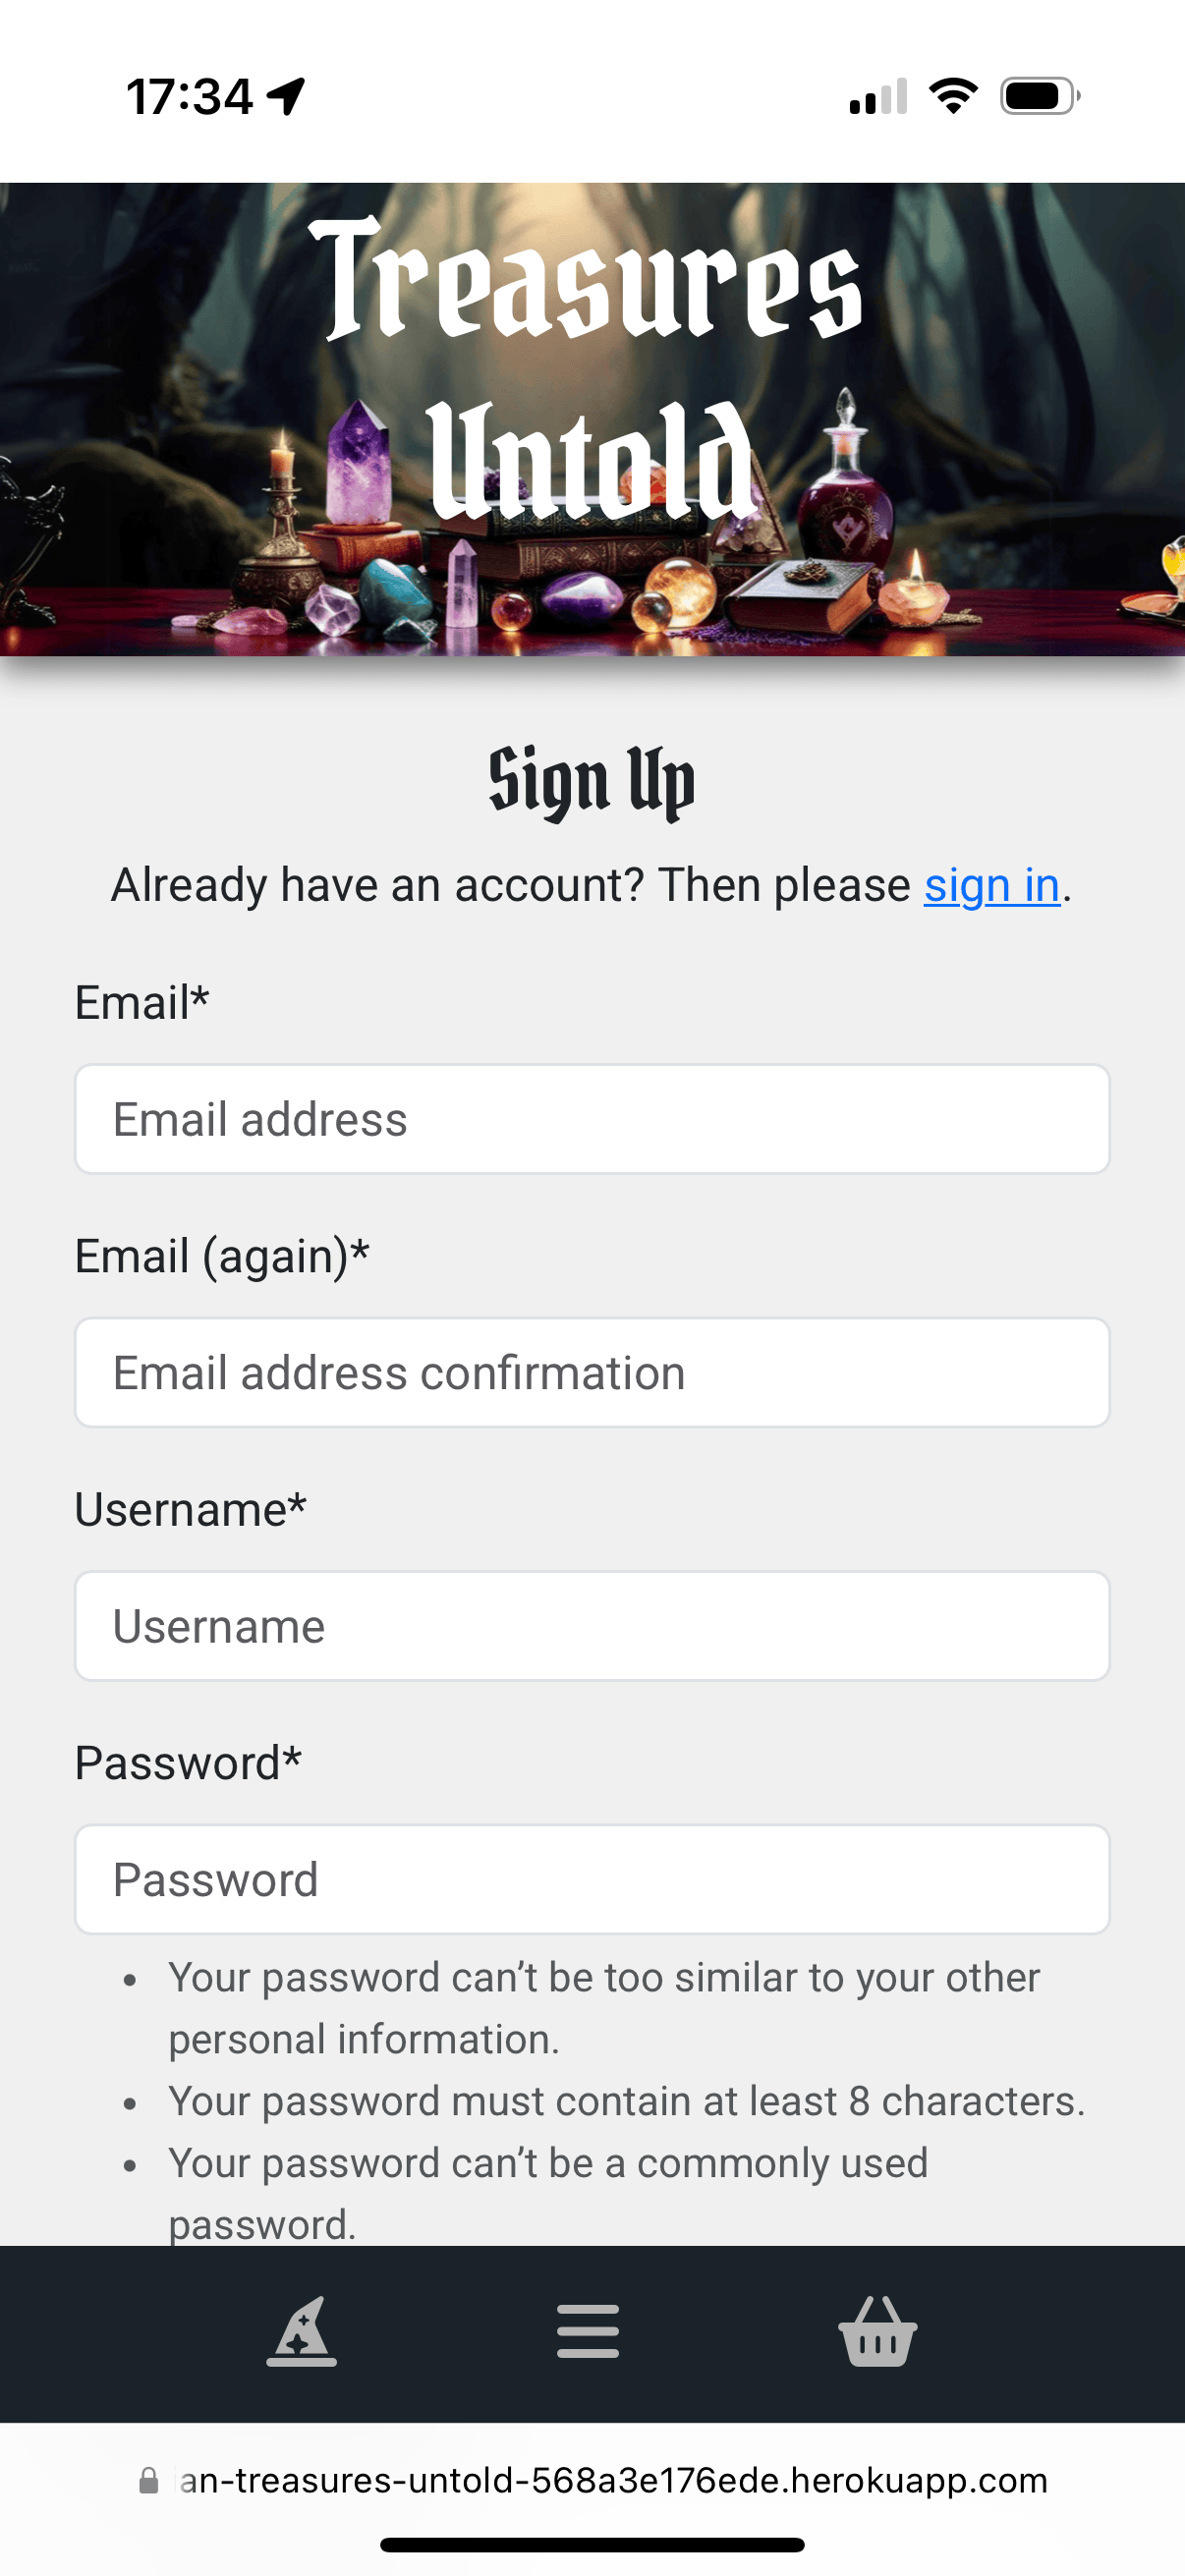 17:34
Treasures
Untold
Sign Up
Already have an account? Then please sign in.
Email*
Email address
Email (again)*
Email address confirmation
Username*
Username
Password*
Password
• Your password can’t be too similar to your other
personal information.
• Your password must contain at least 8 characters.
• Your password can’t be a commonly used
password.
an-treasures-untold-568a3e176ede.herokuapp.com